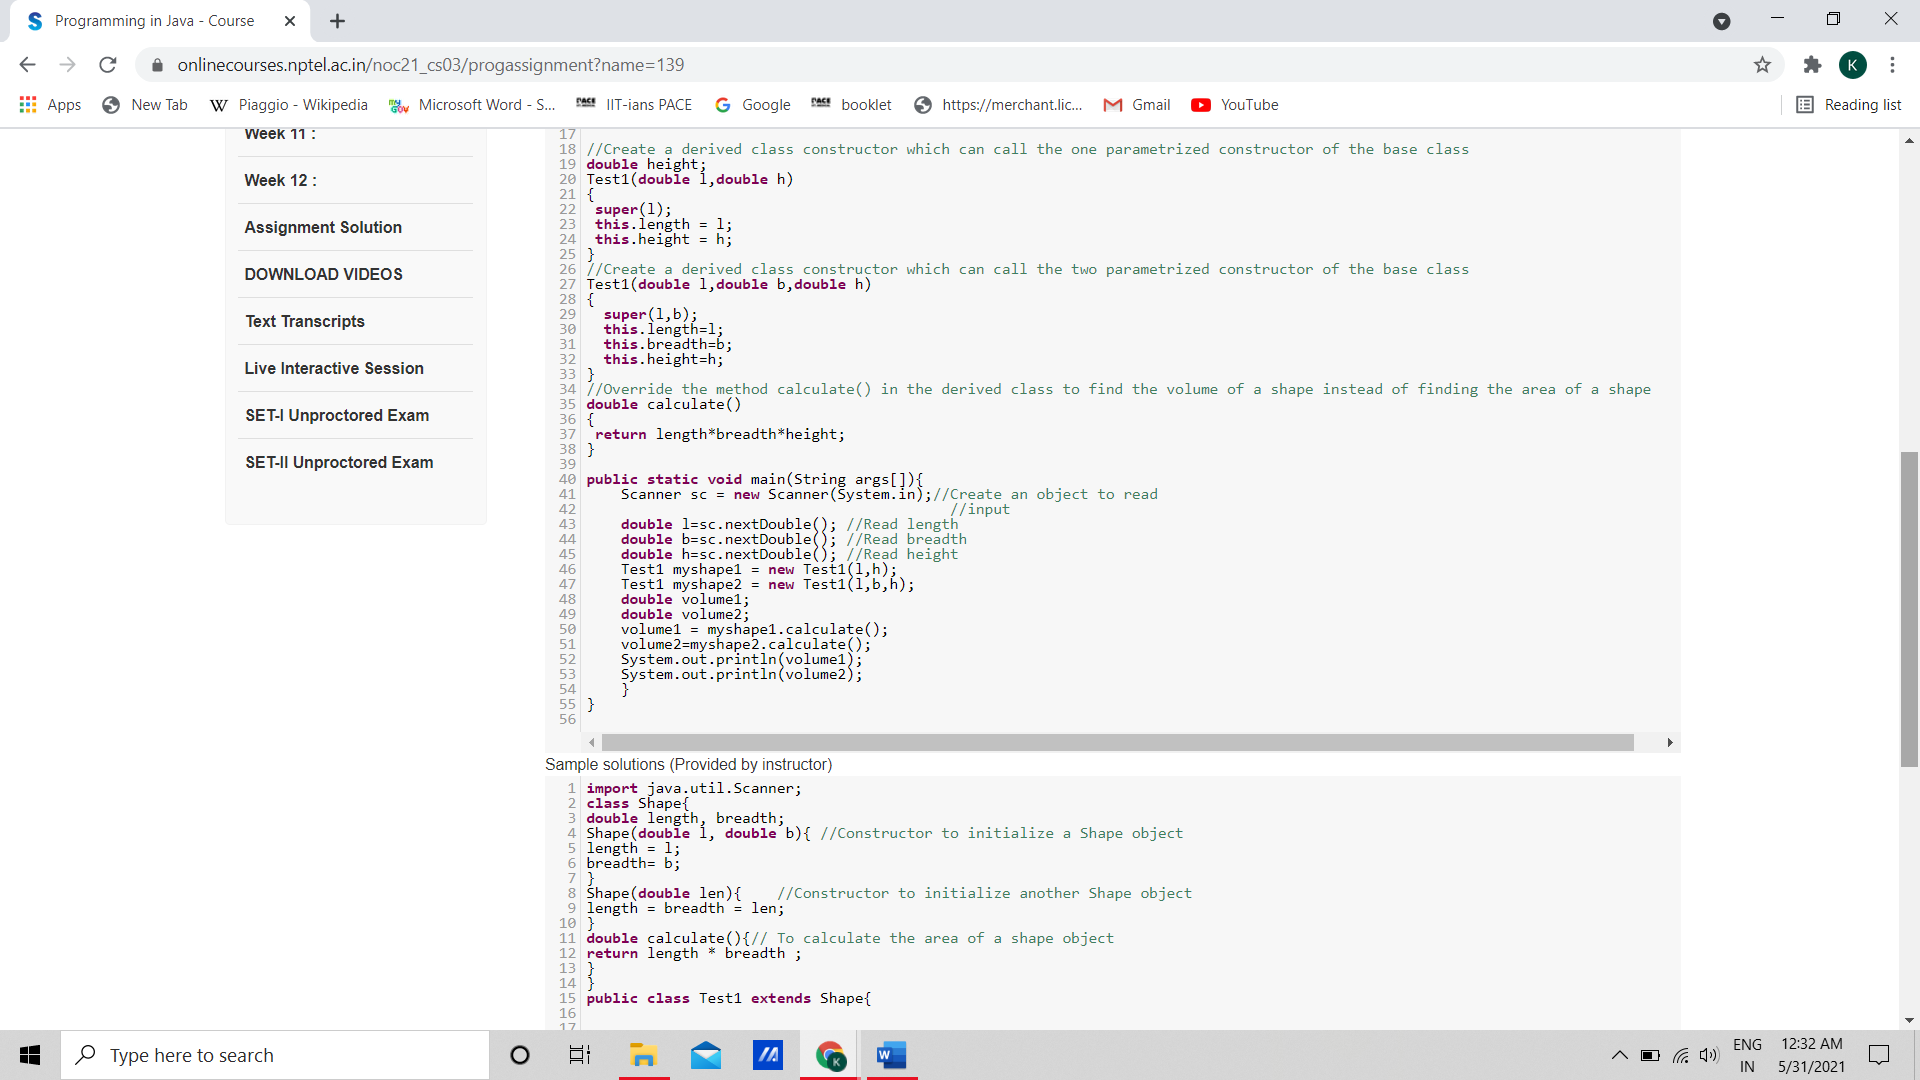 Programming in Java - Course
onlinecourses.nptel.ac.in/noc21_cs03/progassignment?name=139
K
Apps New Tab W Piaggio - Wikipedia Microsoft Word - S... PACE IIT-ians PACE Google PACE booklet https://merchant.lic... Gmail YouTube Reading list
Week 11 :
Week 12 :
Assignment Solution
DOWNLOAD VIDEOS
Text Transcripts
Live Interactive Session
SET-I Unproctored Exam
SET-II Unproctored Exam
17
18 //Create a derived class constructor which can call the one parametrized constructor of the base class
19 double height;
20 Test1(double l,double h)
21 {
22 super(l);
23 this.length = l;
24 this.height = h;
25 }
26 //Create a derived class constructor which can call the two parametrized constructor of the base class
27 Test1(double l,double b,double h)
28 {
29 super(l,b);
30 this.length=l;
31 this.breadth=b;
32 this.height=h;
33 }
34 //Override the method calculate() in the derived class to find the volume of a shape instead of finding the area of a shape
35 double calculate()
36 {
37 return length*breadth*height;
38 }
39
40 public static void main(String args[]){
41 Scanner sc = new Scanner(System.in);//Create an object to read
42 //input
43 double l=sc.nextDouble(); //Read length
44 double b=sc.nextDouble(); //Read breadth
45 double h=sc.nextDouble(); //Read height
46 Test1 myshape1 = new Test1(l,h);
47 Test1 myshape2 = new Test1(l,b,h);
48 double volume1;
49 double volume2;
50 volume1 = myshape1.calculate();
51 volume2=myshape2.calculate();
52 System.out.println(volume1);
53 System.out.println(volume2);
54 }
55 }
56
Sample solutions (Provided by instructor)
1 import java.util.Scanner;
2 class Shape{
3 double length, breadth;
4 Shape(double l, double b){ //Constructor to initialize a Shape object
5 length = l;
6 breadth= b;
7 }
8 Shape(double len){ //Constructor to initialize another Shape object
9 length = breadth = len;
10 }
11 double calculate(){// To calculate the area of a shape object
12 return length * breadth ;
13 }
14 }
15 public class Test1 extends Shape{
16
17
Type here to search
ENG
IN
12:32 AM
5/31/2021